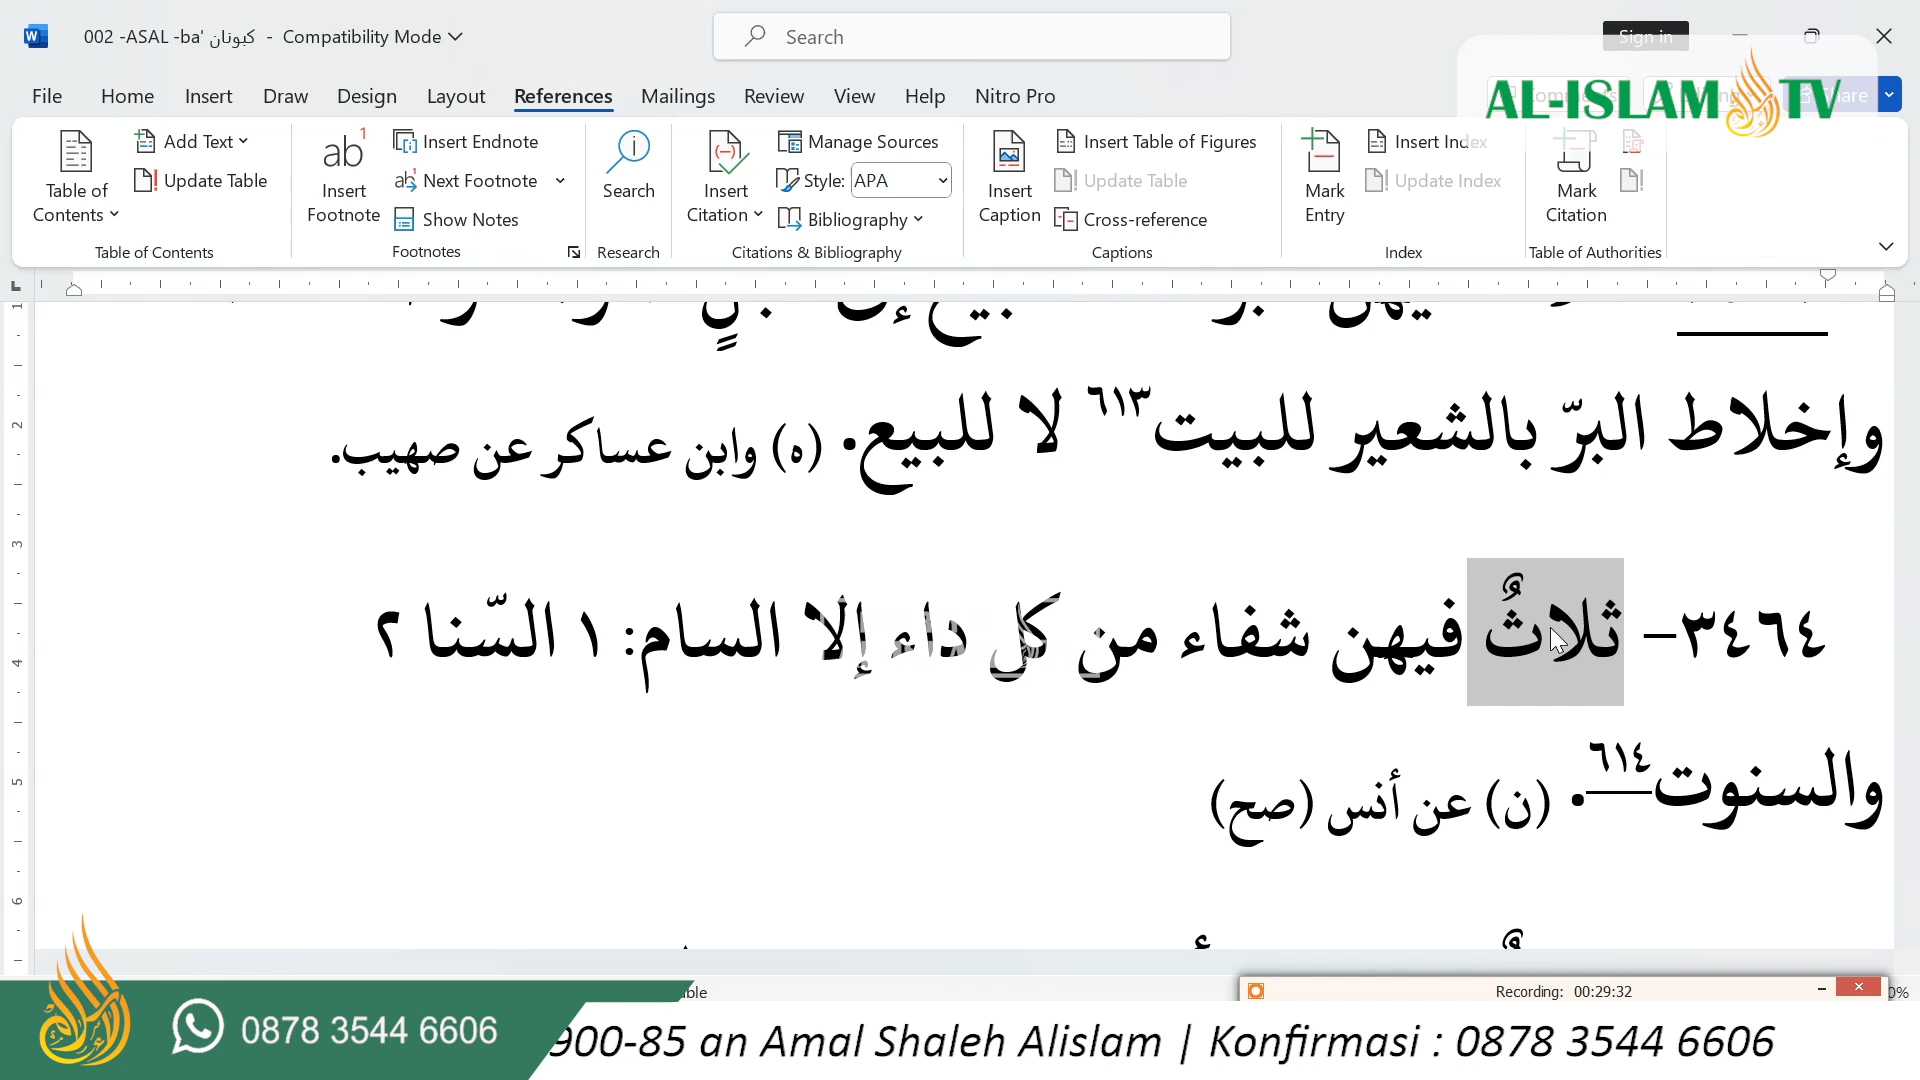 002 -ASAL -ba' كبونان - Compatibility Mode
Search
Sign in
File Home Insert Draw Design Layout References Mailings Review View Help Nitro Pro
Share
AL-ISLAM TV
Table of Contents
Add Text
Update Table
Table of Contents
ab1
Insert Footnote
Insert Endnote
Next Footnote
Show Notes
Footnotes
Search
Research
Insert Citation
Manage Sources
Style: APA
Bibliography
Citations & Bibliography
Insert Caption
Insert Table of Figures
Update Table
Cross-reference
Captions
Mark Entry
Insert Index
Update Index
Index
Mark Citation
Table of Authorities
وإخلاط البرّ بالشعير للبيت٦١٣ لا للبيع. (ه) وابن عساكر عن صهيب.
٣٤٦٤– ثلاثٌ فيهن شفاء من كل داء إلا السام: ١ السّنا ٢
والسنوت٦١٤. (ن) عن أنس (صح)
Recording: 00:29:32
0%
0878 3544 6606
900-85 an Amal Shaleh Alislam | Konfirmasi : 0878 3544 6606